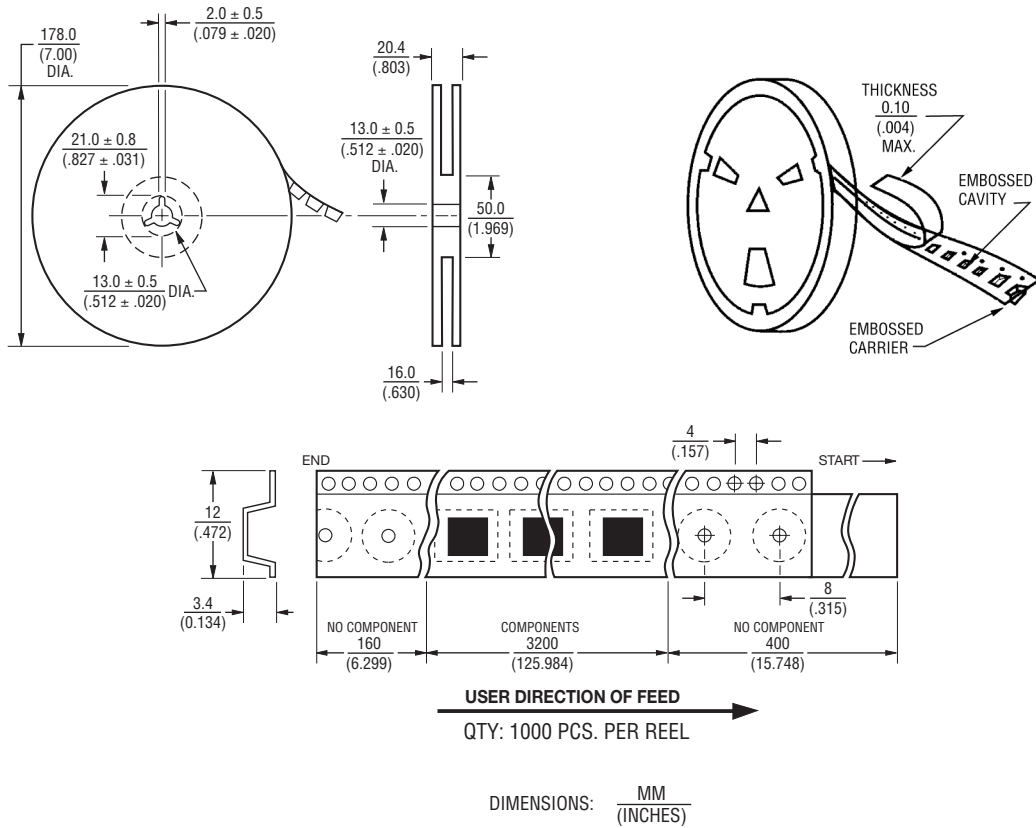 2.0 ± 0.5
(.079 ± .020)
178.0
(7.00)
DIA.
20.4
(.803)
THICKNESS
0.10
(.004)
MAX.
21.0 ± 0.8
(.827 ± .031)
13.0 ± 0.5
(.512 ± .020)
DIA.
EMBOSSED
CAVITY
50.0
(1.969)
13.0 ± 0.5
(.512 ± .020)
DIA.
EMBOSSED
CARRIER
16.0
(.630)
4
(.157)
END
START
12
(.472)
8
(.315)
3.4
(0.134)
NO COMPONENT
160
(6.299)
COMPONENTS
3200
(125.984)
NO COMPONENT
400
(15.748)
USER DIRECTION OF FEED
QTY: 1000 PCS. PER REEL
DIMENSIONS:
MM
(INCHES)